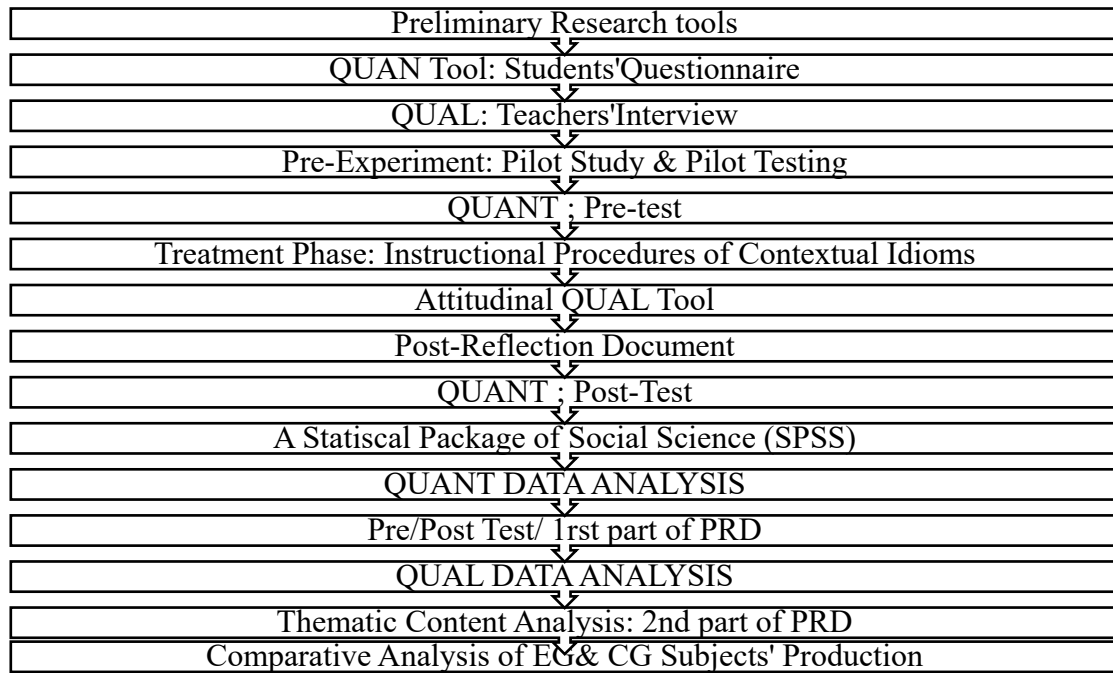 Preliminary Research tools
QUAN Tool: Students'Questionnaire
QUAL: Teachers'Interview
Pre-Experiment: Pilot Study & Pilot Testing
QUANT ; Pre-test
Treatment Phase: Instructional Procedures of Contextual Idioms
Attitudinal QUAL Tool
Post-Reflection Document
QUANT ; Post-Test
A Statiscal Package of Social Science (SPSS)
QUANT DATA ANALYSIS
Pre/Post Test/ 1rst part of PRD
QUAL DATA ANALYSIS
Thematic Content Analysis: 2nd part of PRD
Comparative Analysis of EG& CG Subjects' Production